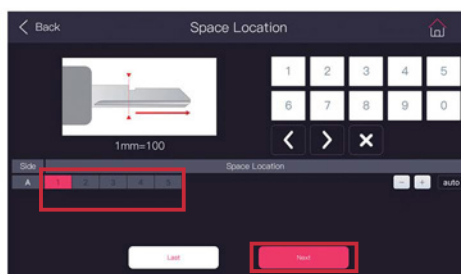 Back
Space Location
1 2 3 4 5
6 7 8 9 0
1mm=100
Side Space Location
A 1 2 3 4 5 - + auto
Last Next